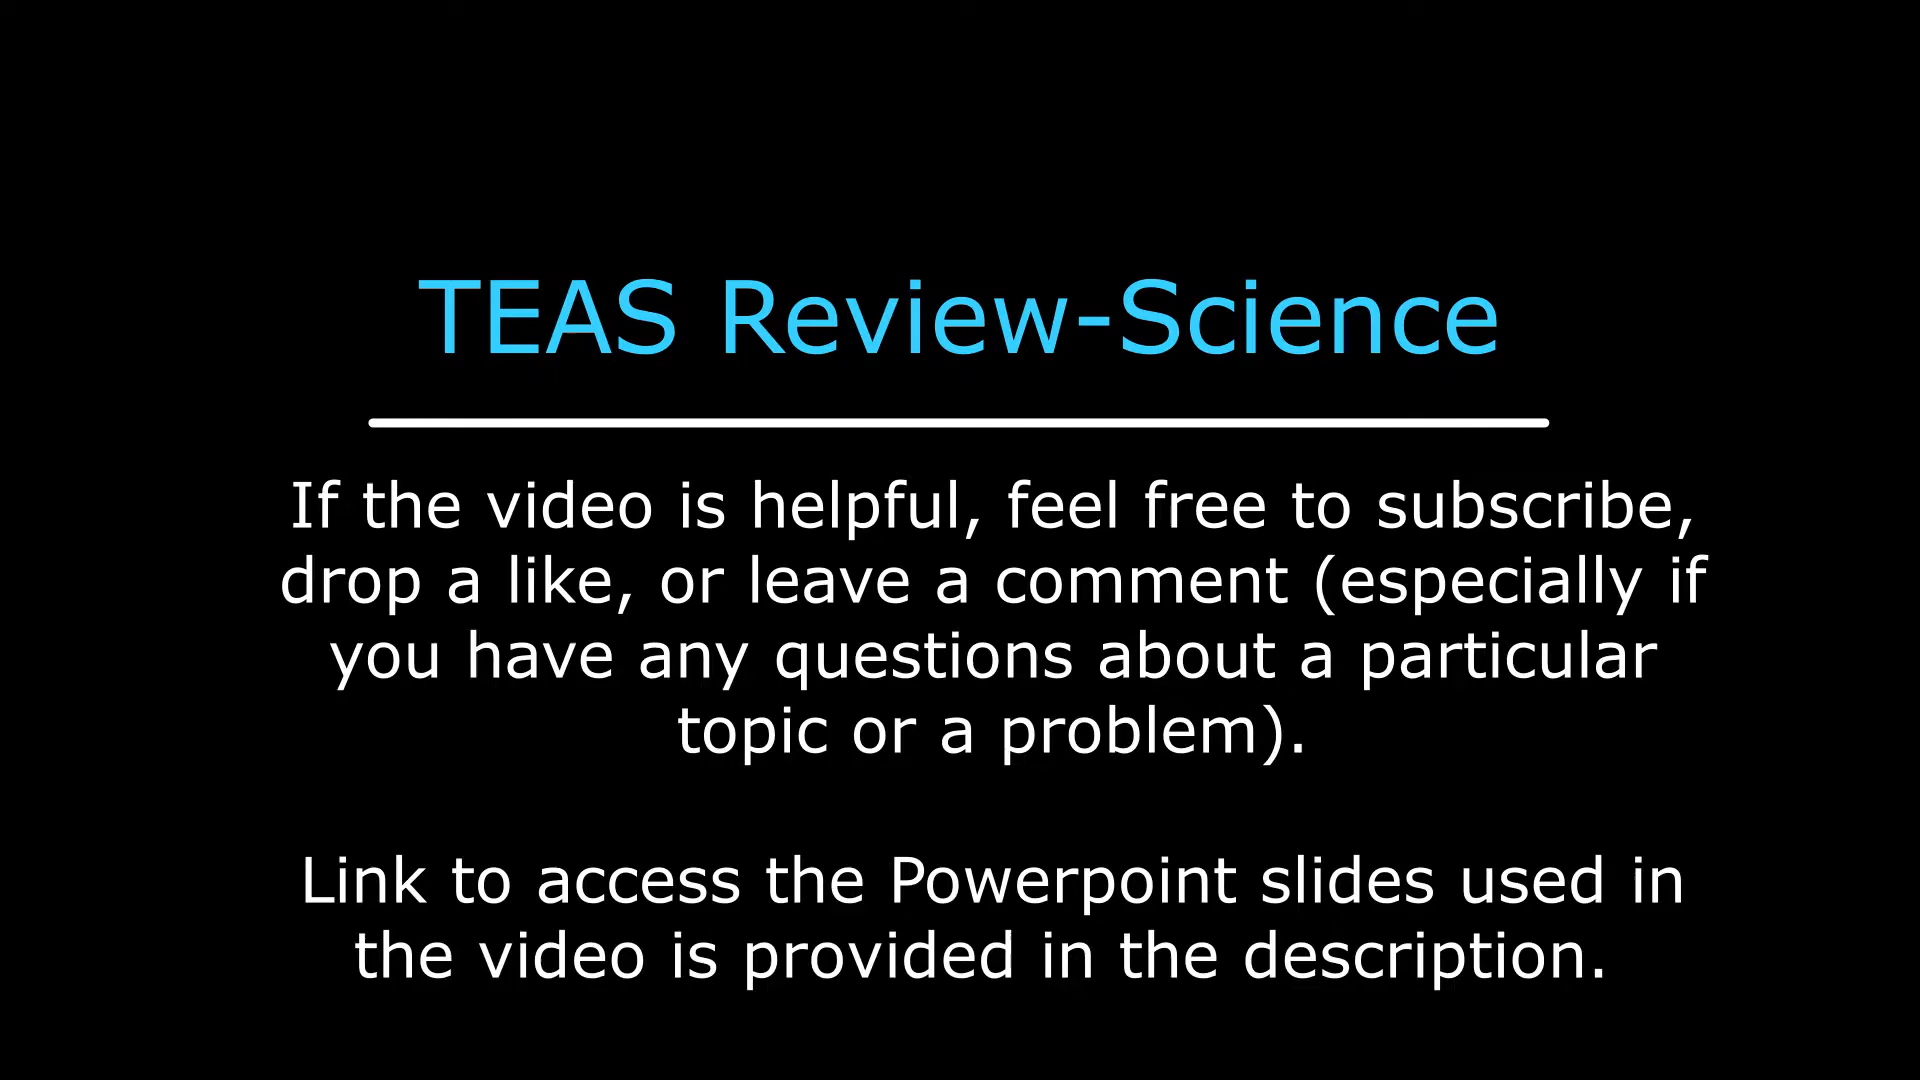 TEAS Review-Science
If the video is helpful, feel free to subscribe,
drop a like, or leave a comment (especially if
you have any questions about a particular
topic or a problem).
Link to access the Powerpoint slides used in
the video is provided in the description.